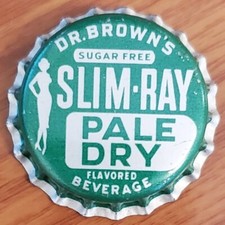 DR. BROWN'S
SUGAR FREE
SLIM-RAY
PALE
DRY
FLAVORED
BEVERAGE